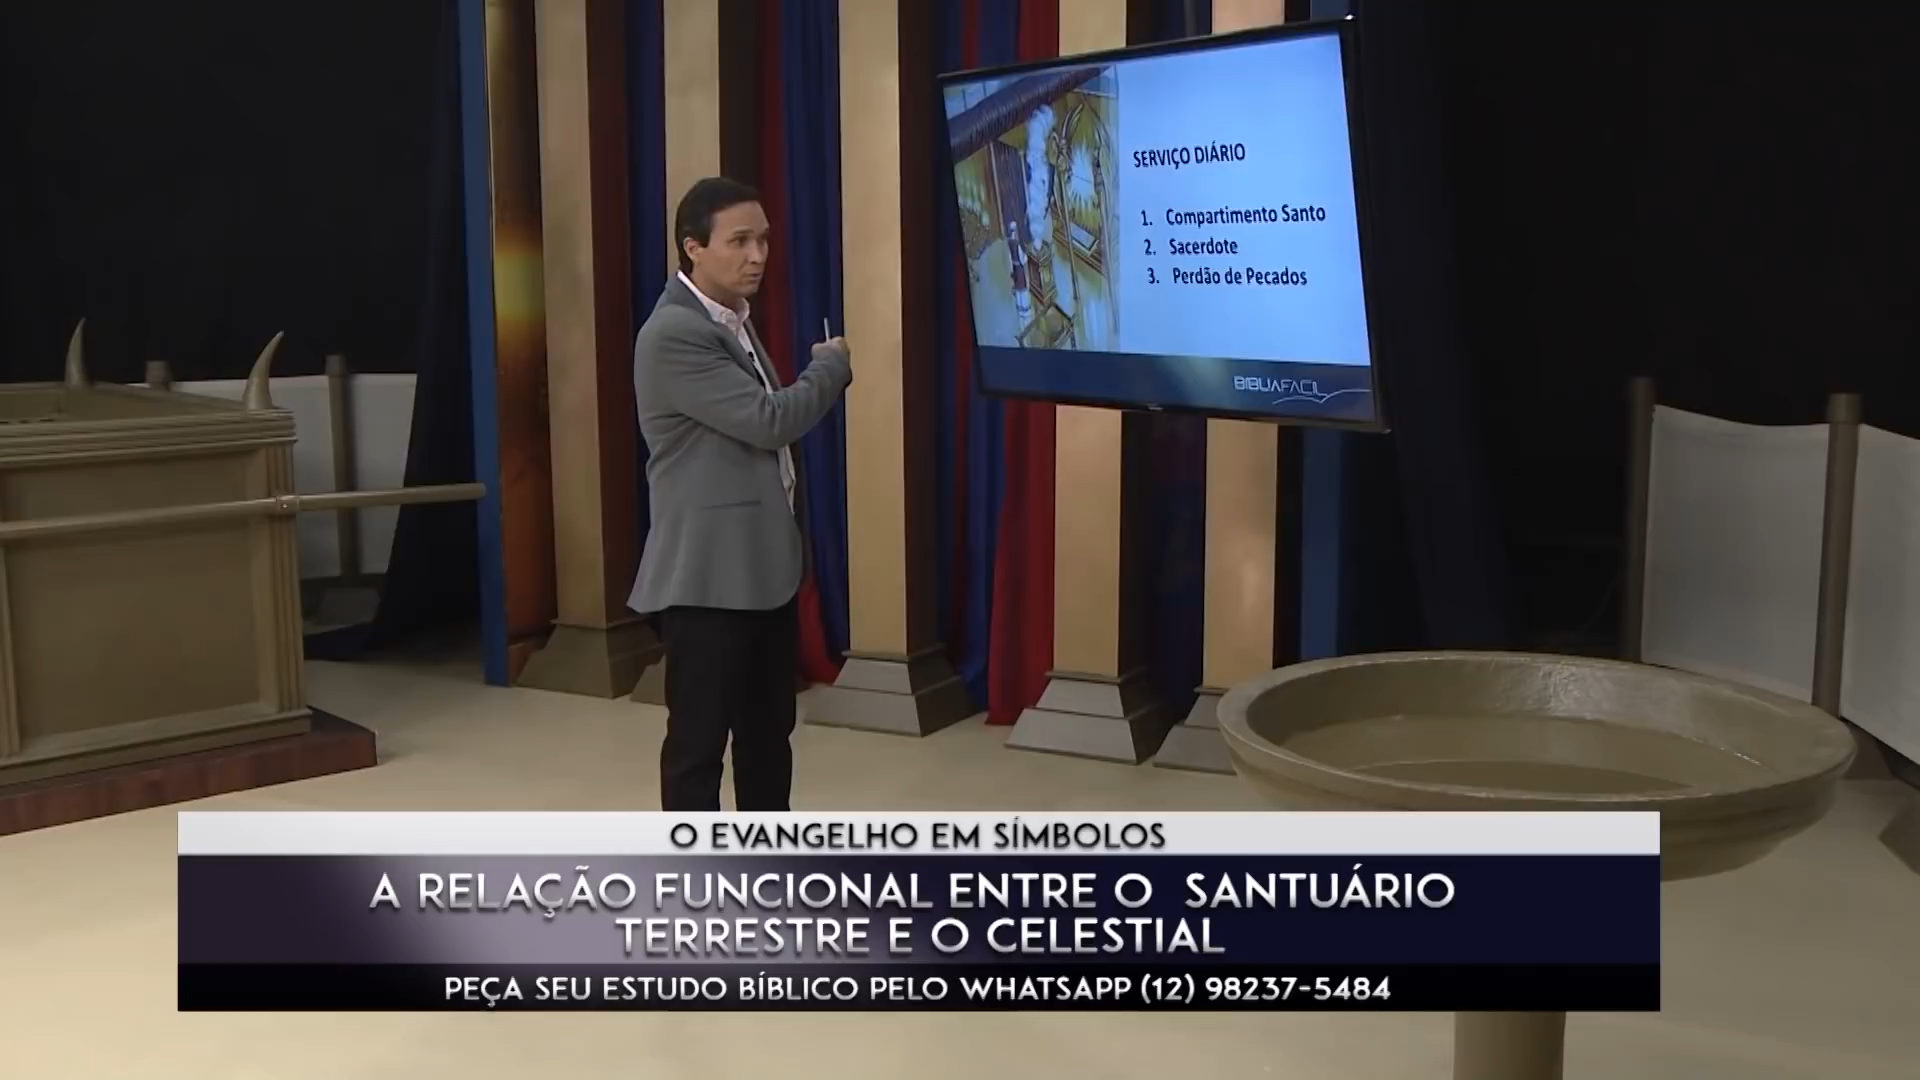 SERVIÇO DIÁRIO
1. Compartimento Santo
2. Sacerdote
3. Perdão de Pecados
BIBLIAFACIL
O EVANGELHO EM SÍMBOLOS
A RELAÇÃO FUNCIONAL ENTRE O SANTUÁRIO
TERRESTRE E O CELESTIAL
PEÇA SEU ESTUDO BÍBLICO PELO WHATSAPP (12) 98237-5484